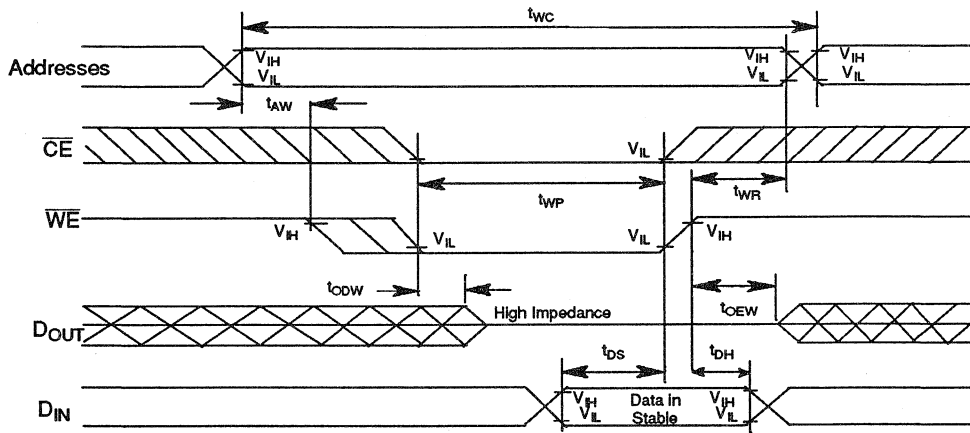 tWC
Addresses
VIH
VIL
VIH
VIL
VIH
VIL
tAW
CE
VIL
tWP
tWR
WE
VIH
VIL
VIL
VIH
tODW
DOUT
High Impedance
tOEW
tDS
tDH
DIN
VIH
VIL
Data in
Stable
VIH
VIL